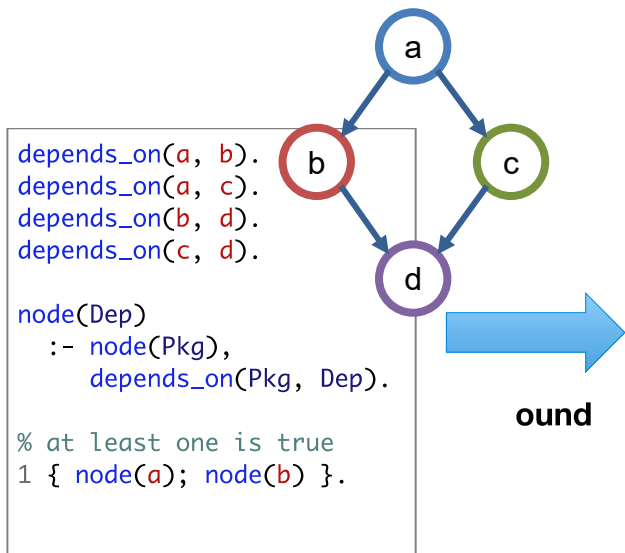 a
b
c
d
depends_on(a, b).
depends_on(a, c).
depends_on(b, d).
depends_on(c, d).
node(Dep)
:- node(Pkg),
depends_on(Pkg, Dep).
% at least one is true
1 { node(a); node(b) }.
ound